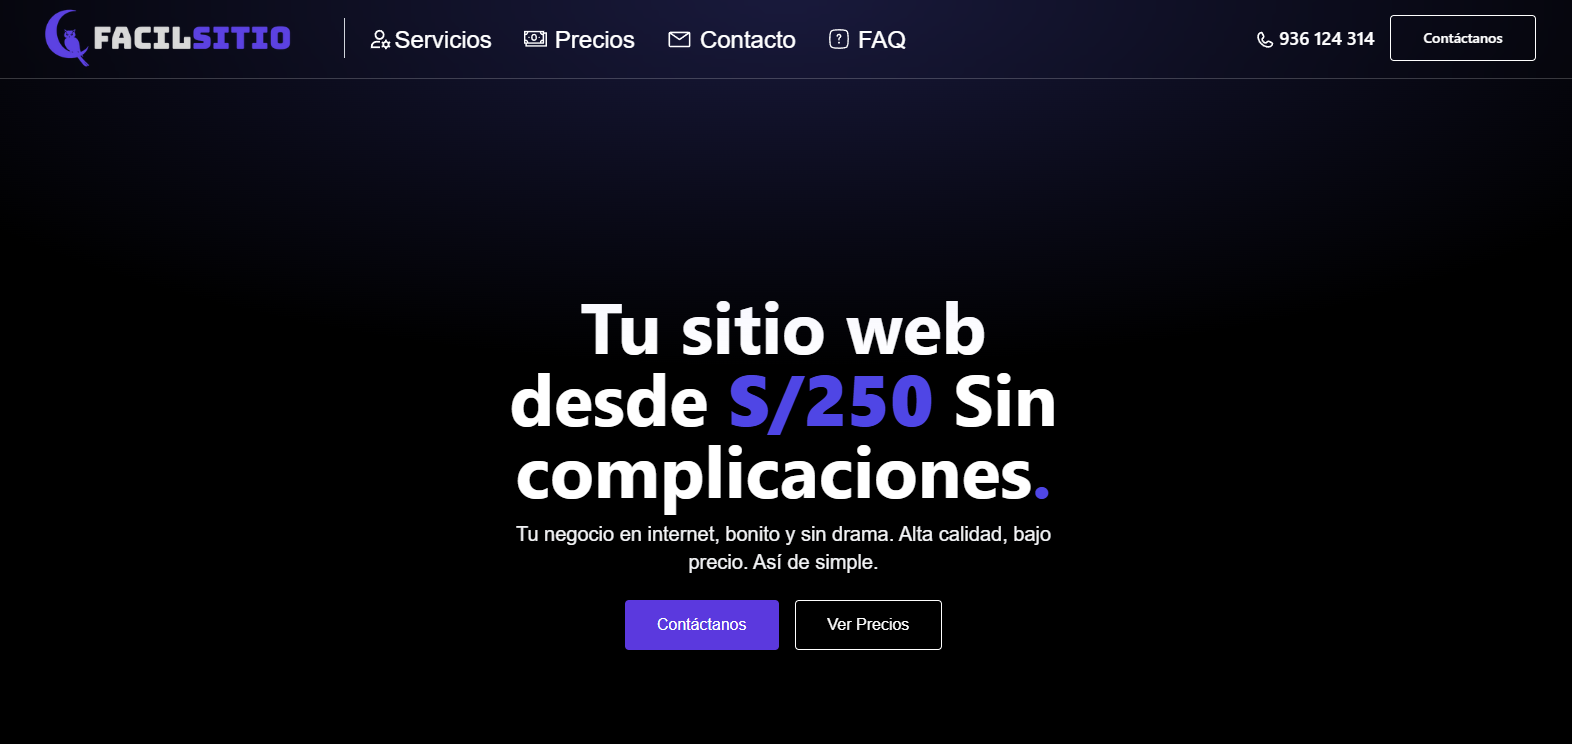 FACILSITIO
Servicios
Precios
Contacto
FAQ
936 124 314
Contáctanos
Tu sitio web
desde S/250 Sin
complicaciones.
Tu negocio en internet, bonito y sin drama. Alta calidad, bajo
precio. Así de simple.
Contáctanos
Ver Precios